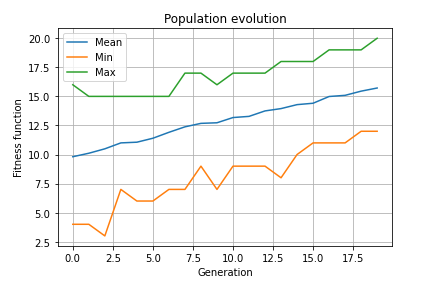 Population evolution
Mean
Min
Max
Fitness function
20.0
17.5
15.0
12.5
10.0
7.5
5.0
2.5
0.0 2.5 5.0 7.5 10.0 12.5 15.0 17.5
Generation